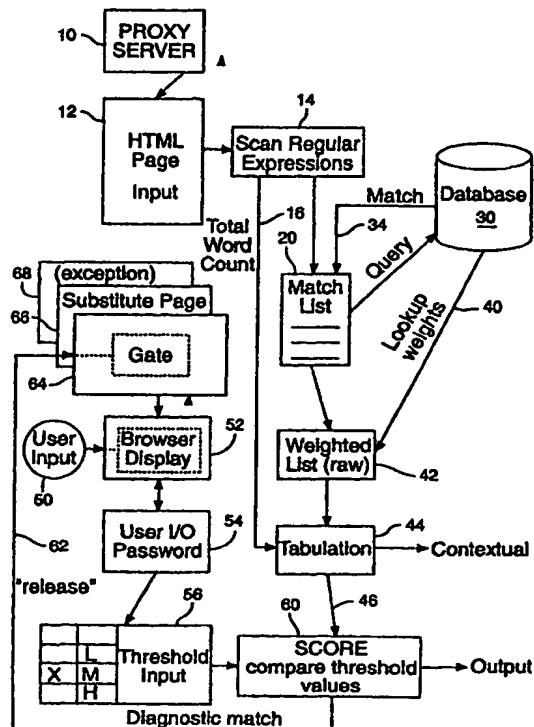 10
PROXY
SERVER
A
12
HTML
Page
Input
14
Scan Regular
Expressions
Total
Word
Count
16
Match
34
Database
30
20
Query
Match
List
Lookup
weights
40
68
(exception)
66
Substitute Page
64
Gate
A
User
Input
50
Browser
Display
52
Weighted
List (raw)
42
62
User I/O
Password
54
44
Tabulation
Contextual
"release"
56
46
60
L
X
M
H
Threshold
Input
SCORE
compare threshold
values
Output
Diagnostic match